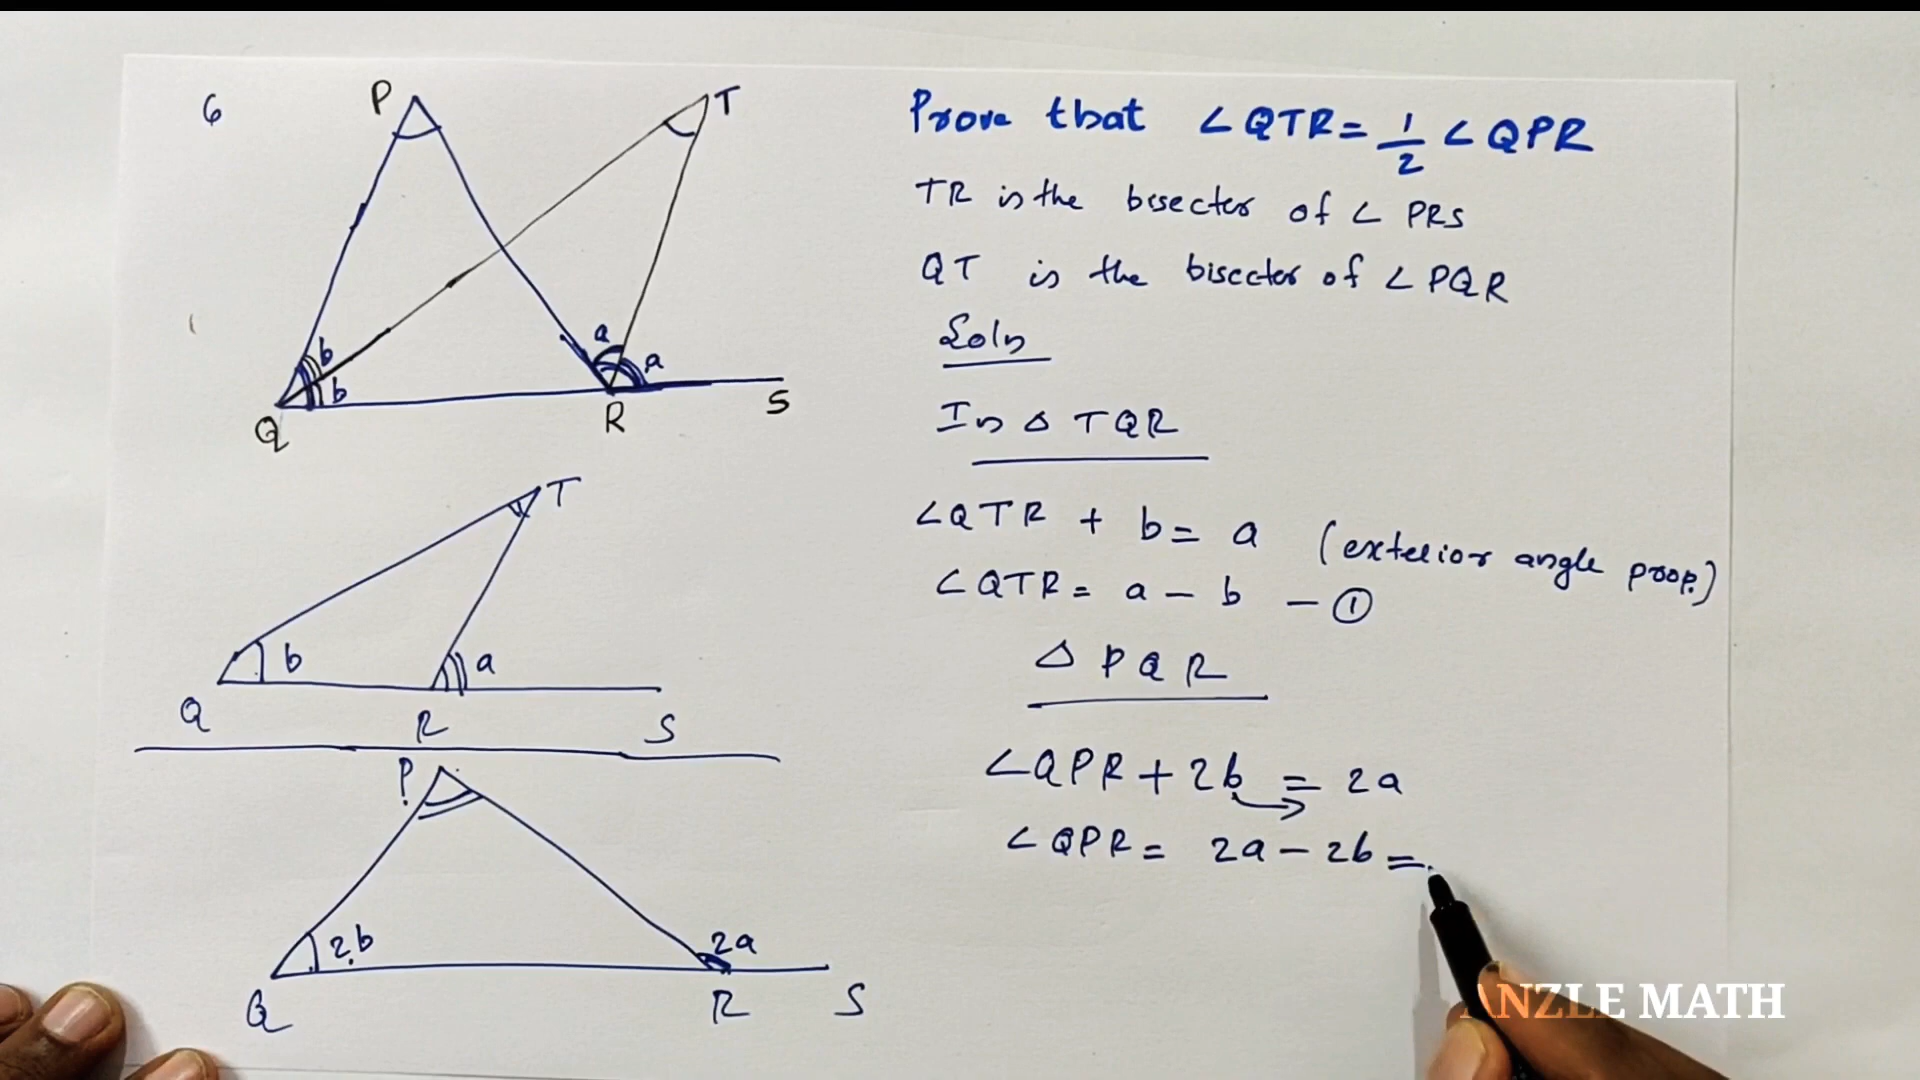 6
P
T
b
b
a
a
Q
R
S
T
b
a
Q
R
S
P
2b
2a
Q
R
S
Prove that ∠QTR = 1/2 ∠QPR
TR is the bisector of ∠ PRS
QT is the bisector of ∠ PQR
Soln
In Δ TQR
∠QTR + b = a (exterior angle prop.)
∠QTR = a - b - ①
Δ PQR
∠QPR + 2b = 2a
∠QPR = 2a - 2b =
ANZLE MATH